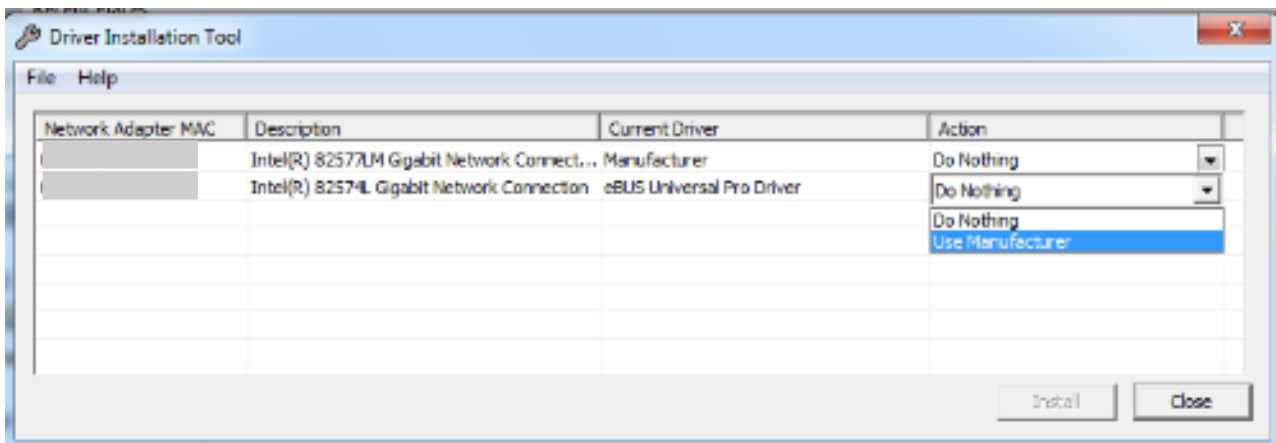 Driver Installation Tool
File Help
Network Adapter MAC Description Current Driver Action
Intel(R) 82577LM Gigabit Network Connect... Manufacturer Do Nothing
Intel(R) 82574L Gigabit Network Connection eBUS Universal Pro Driver Do Nothing
Do Nothing
Use Manufacturer
Install Close